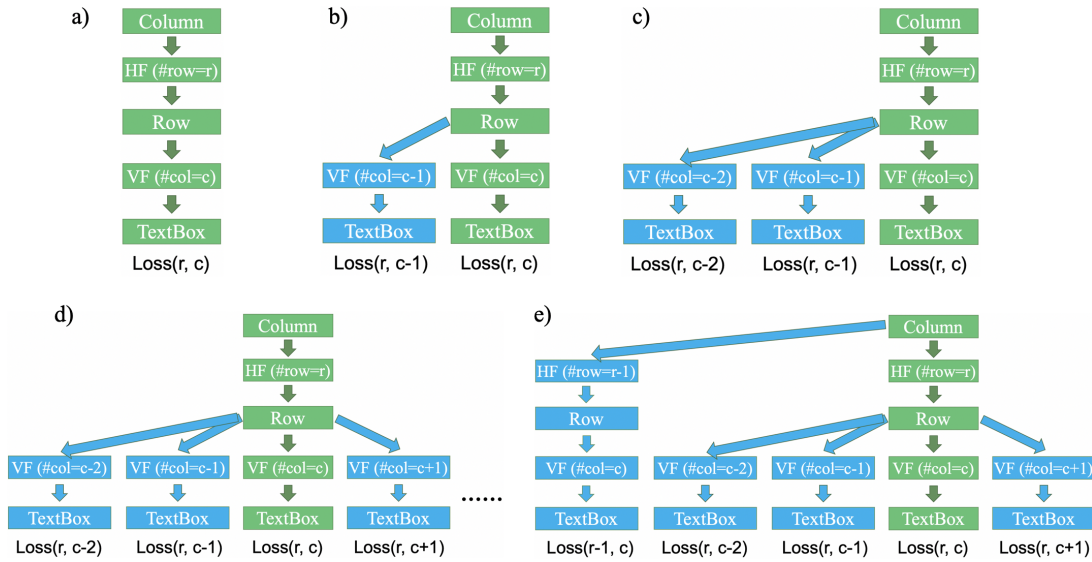 a)
Column
HF (#row=r)
Row
VF (#col=c)
TextBox
Loss(r, c)
b)
Column
HF (#row=r)
Row
VF (#col=c-1) VF (#col=c)
TextBox TextBox
Loss(r, c-1) Loss(r, c)
c)
Column
HF (#row=r)
Row
VF (#col=c-2) VF (#col=c-1) VF (#col=c)
TextBox TextBox TextBox
Loss(r, c-2) Loss(r, c-1) Loss(r, c)
d)
Column
HF (#row=r)
Row
VF (#col=c-2) VF (#col=c-1) VF (#col=c) VF (#col=c+1)
TextBox TextBox TextBox TextBox
Loss(r, c-2) Loss(r, c-1) Loss(r, c) Loss(r, c+1)
......
e)
Column
HF (#row=r-1) HF (#row=r)
Row Row
VF (#col=c) VF (#col=c-2) VF (#col=c-1) VF (#col=c) VF (#col=c+1)
TextBox TextBox TextBox TextBox TextBox
Loss(r-1, c) Loss(r, c-2) Loss(r, c-1) Loss(r, c) Loss(r, c+1)